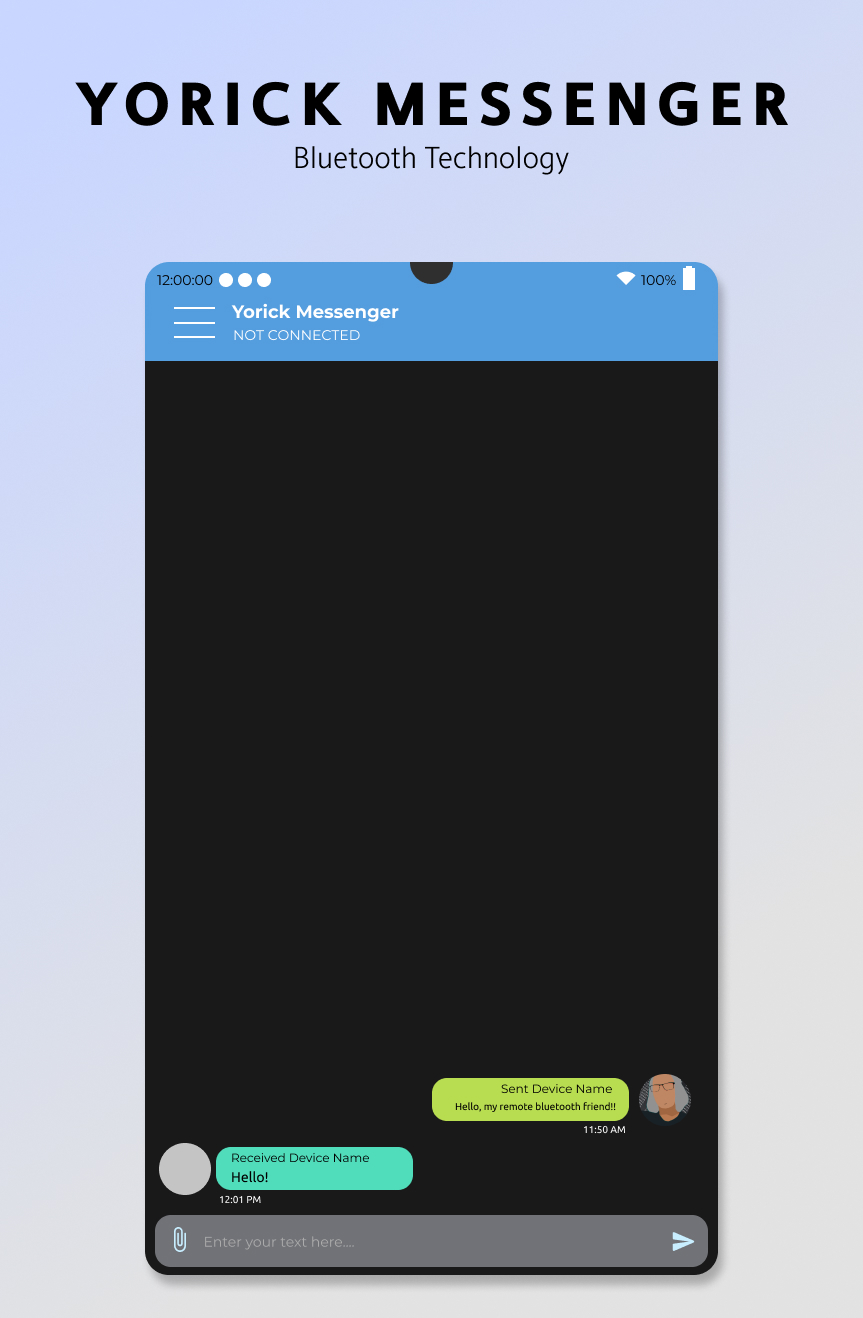 YORICK MESSENGER
Bluetooth Technology
12:00:00 100%
Yorick Messenger
NOT CONNECTED
Sent Device Name
Hello, my remote bluetooth friend!!
11:50 AM
Received Device Name
Hello!
12:01 PM
Enter your text here....